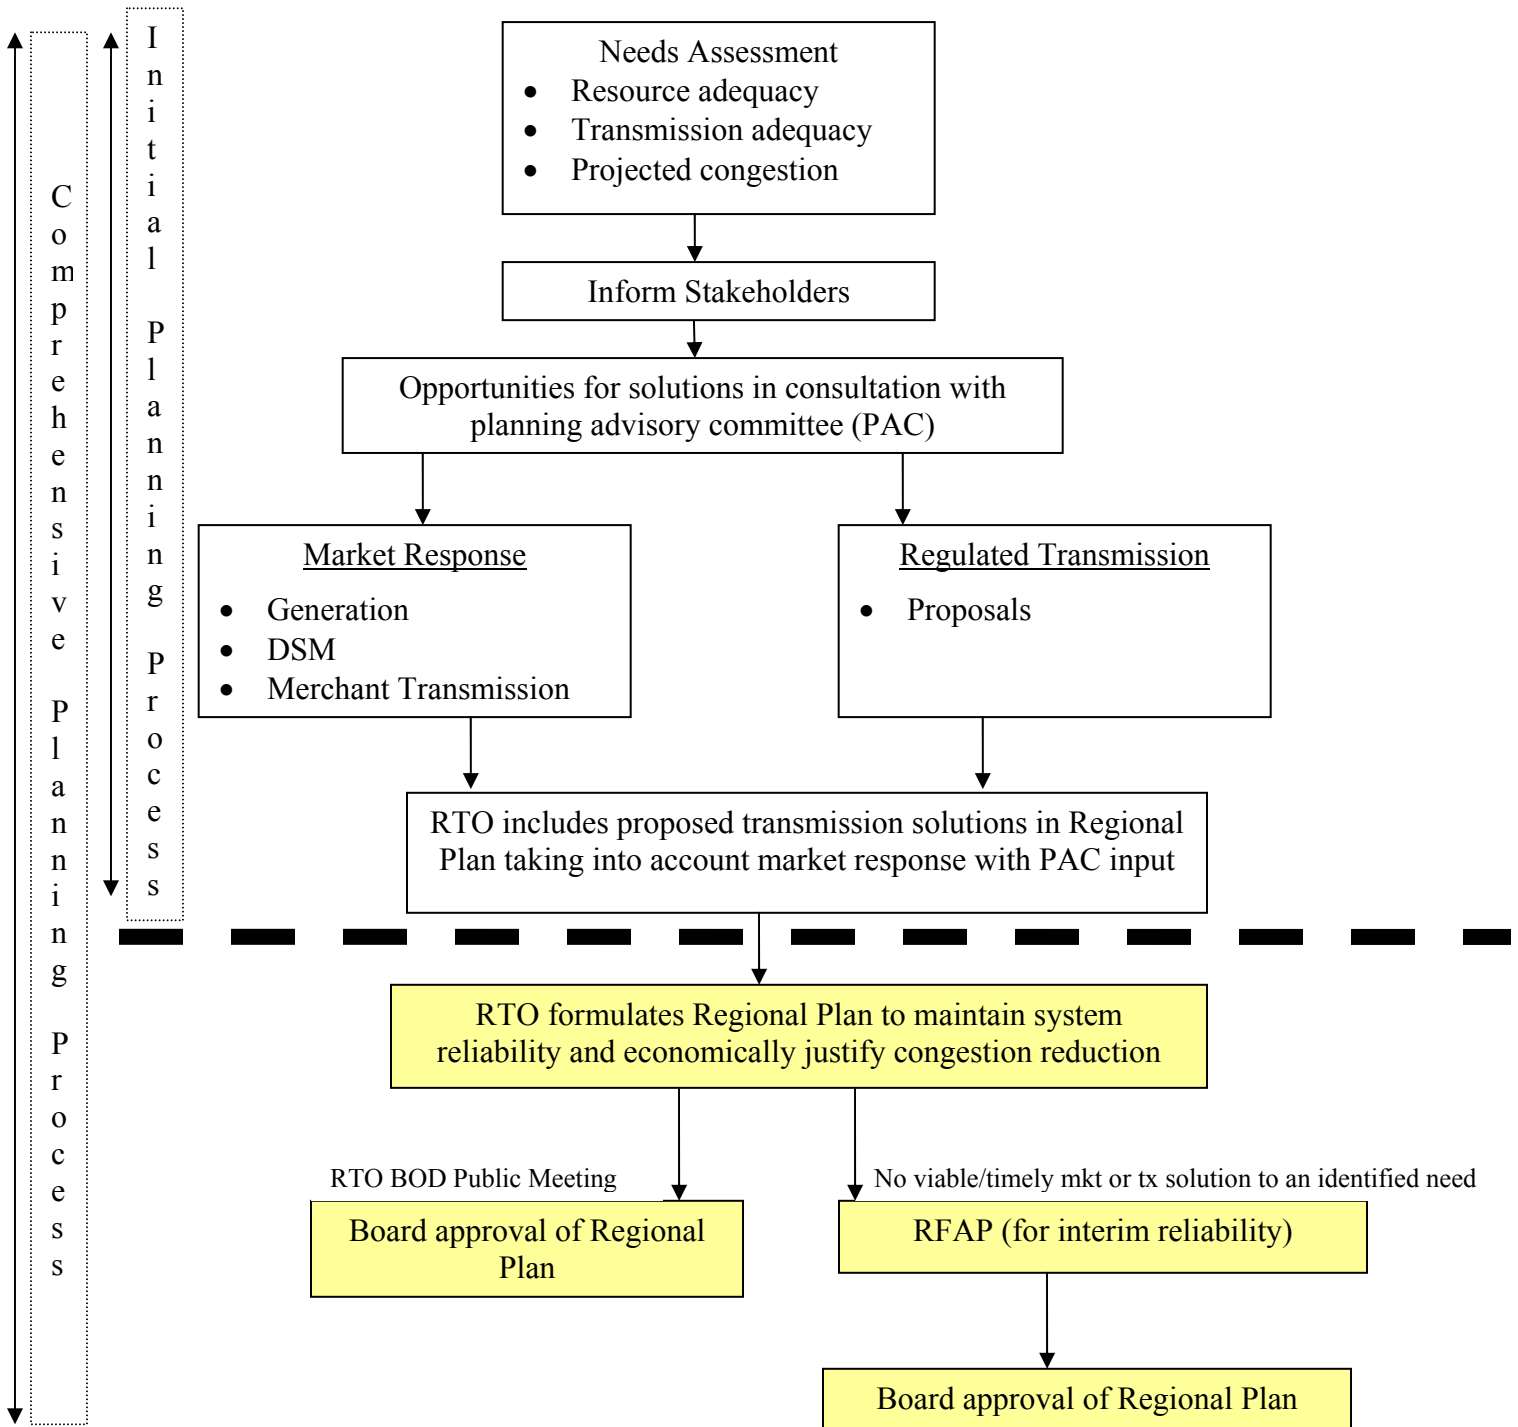 Comprehensive Planning Process
Initial Planning Process
Needs Assessment
• Resource adequacy
• Transmission adequacy
• Projected congestion
Inform Stakeholders
Opportunities for solutions in consultation with
planning advisory committee (PAC)
Market Response
• Generation
• DSM
• Merchant Transmission
Regulated Transmission
• Proposals
RTO includes proposed transmission solutions in Regional
Plan taking into account market response with PAC input
RTO formulates Regional Plan to maintain system
reliability and economically justify congestion reduction
RTO BOD Public Meeting
Board approval of Regional
Plan
No viable/timely mkt or tx solution to an identified need
RFAP (for interim reliability)
Board approval of Regional Plan